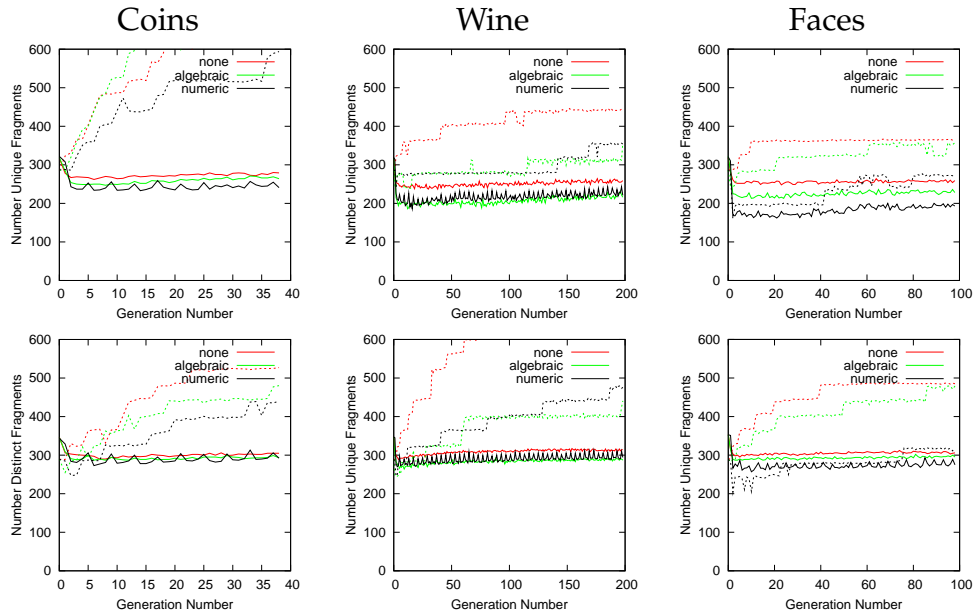 Coins
Wine
Faces
600
500
400
300
200
100
0
Number Unique Fragments
none
algebraic
numeric
0 5 10 15 20 25 30 35 40
Generation Number
600
500
400
300
200
100
0
Number Unique Fragments
none
algebraic
numeric
0 50 100 150 200
Generation Number
600
500
400
300
200
100
0
Number Unique Fragments
none
algebraic
numeric
0 20 40 60 80 100
Generation Number
600
500
400
300
200
100
0
Number Distinct Fragments
none
algebraic
numeric
0 5 10 15 20 25 30 35 40
Generation Number
600
500
400
300
200
100
0
Number Unique Fragments
none
algebraic
numeric
0 50 100 150 200
Generation Number
600
500
400
300
200
100
0
Number Unique Fragments
none
algebraic
numeric
0 20 40 60 80 100
Generation Number